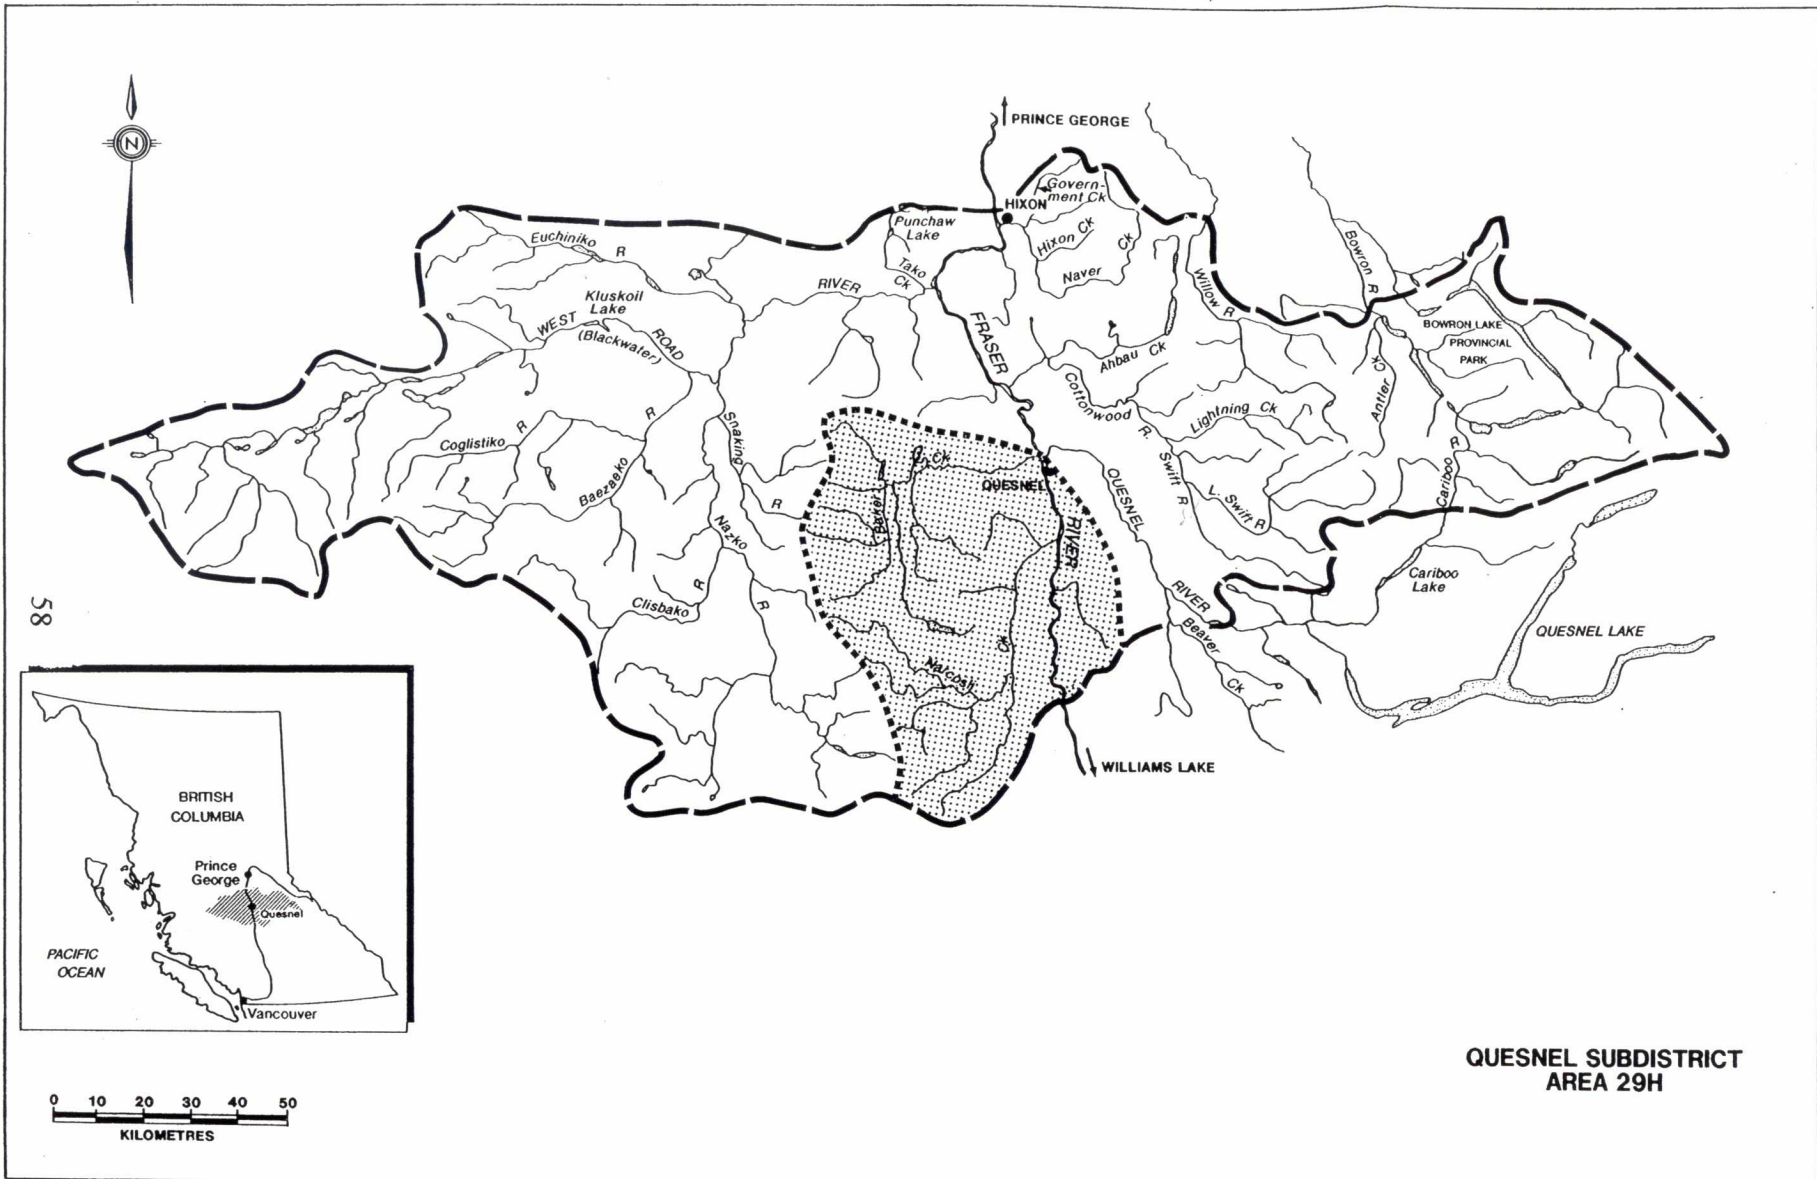 PRINCE GEORGE
N
Govern-
ment Ck
HIXON
Punchaw
Lake
Hixon Ck
Euchiniko R
Bowron R
Tako
Ck
Naver Ck
RIVER
Willow R
Kluskoil
Lake
WEST ROAD
(Blackwater)
FRASER
BOWRON LAKE
PROVINCIAL
PARK
Ahbau Ck
Antler Ck
Cottonwood R.
Lightning Ck
Snaking R
Coglistiko R
Baezaeko R
Ck
QUESNEL
Baker
QUESNEL
Swift R
L. Swift R
Cariboo R
Nazko R
RIVER
Cariboo
Lake
Clisbako R
RIVER
Beaver
Ck
QUESNEL LAKE
Ck
Narcosli
WILLIAMS LAKE
58
BRITISH
COLUMBIA
Prince
George
Quesnel
PACIFIC
OCEAN
Vancouver
0 10 20 30 40 50
KILOMETRES
QUESNEL SUBDISTRICT
AREA 29H